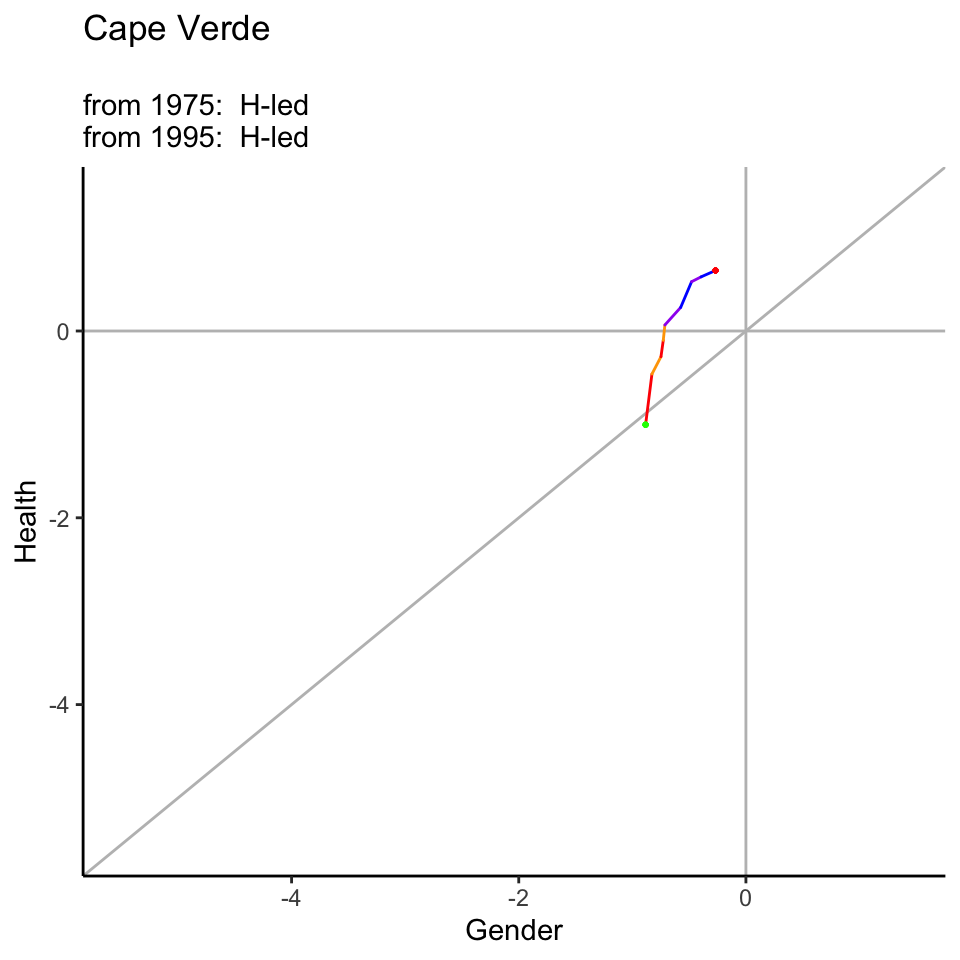 Cape Verde
from 1975:  H-led
from 1995:  H-led
Health
0
-2
-4
-4
-2
0
Gender